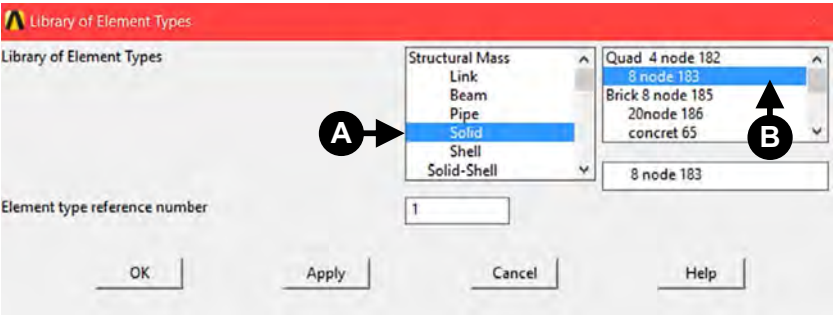 Library of Element Types
Library of Element Types
Structural Mass
Link
Beam
Pipe
Solid
Shell
Solid-Shell
Quad 4 node 182
8 node 183
Brick 8 node 185
20node 186
concret 65
8 node 183
A
B
Element type reference number
1
OK
Apply
Cancel
Help